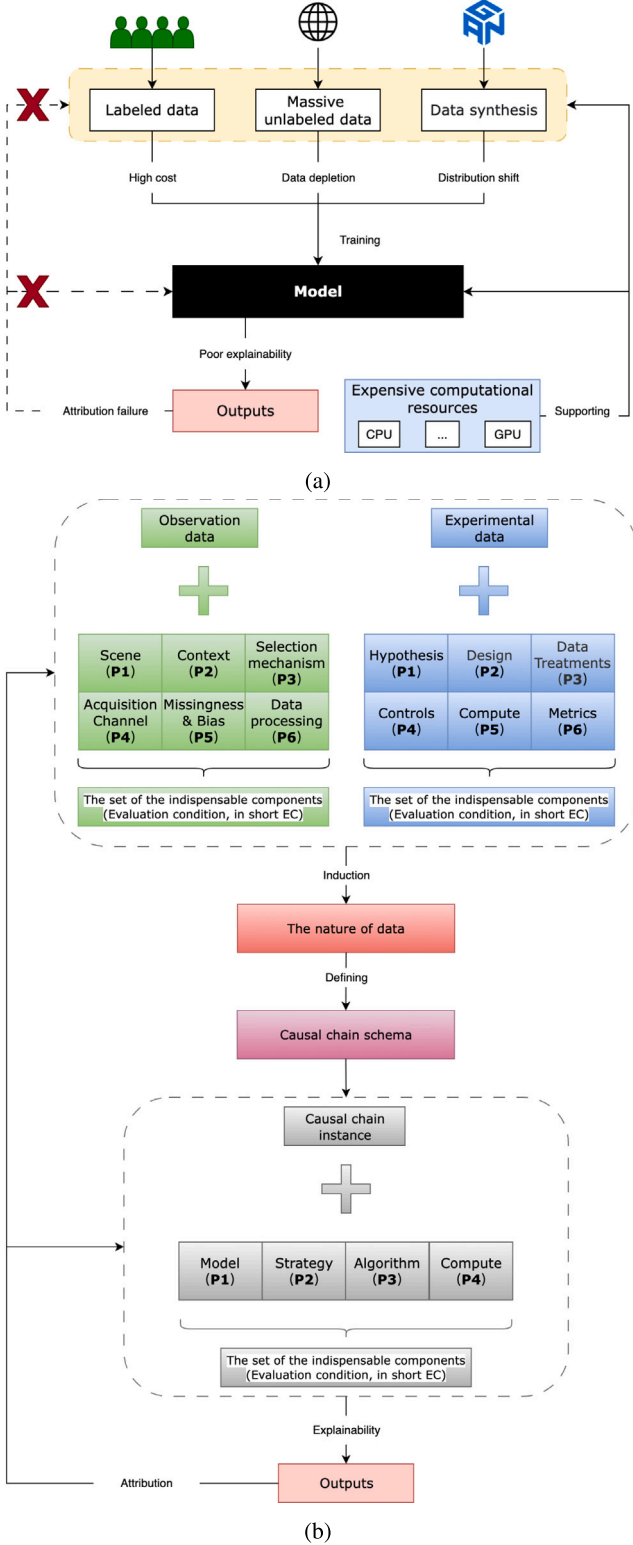 GAN
Labeled data
Massive
unlabeled data
Data synthesis
High cost
Data depletion
Distribution shift
Training
Model
Poor explainability
Attribution failure
Outputs
Expensive computational
resources
CPU
...
GPU
Supporting
(a)
Observation
data
Experimental
data
Scene
(P1)
Context
(P2)
Selection
mechanism
(P3)
Acquisition
Channel
(P4)
Missingness
& Bias
(P5)
Data
processing
(P6)
Hypothesis
(P1)
Design
(P2)
Data
Treatments
(P3)
Controls
(P4)
Compute
(P5)
Metrics
(P6)
The set of the indispensable components
(Evaluation condition, in short EC)
The set of the indispensable components
(Evaluation condition, in short EC)
Induction
The nature of data
Defining
Causal chain schema
Causal chain
instance
Model
(P1)
Strategy
(P2)
Algorithm
(P3)
Compute
(P4)
The set of the indispensable components
(Evaluation condition, in short EC)
Explainability
Attribution
Outputs
(b)